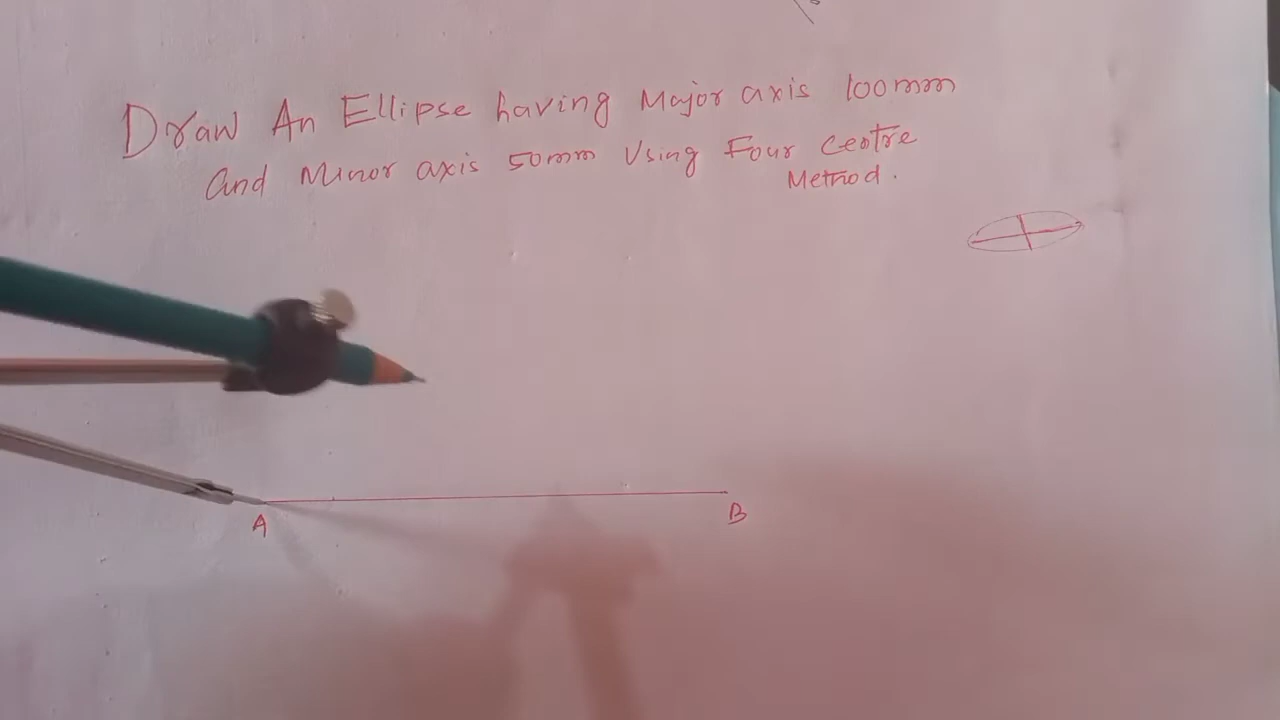 Draw An Ellipse having Major axis 100mm
and Minor axis 50mm Using Four Centre
Method.
A
B